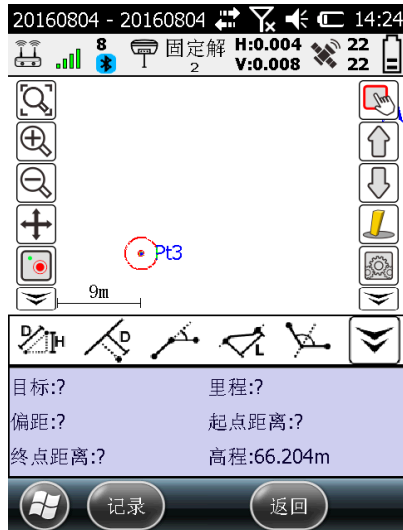 20160804 - 20160804 14:24
8 固定解 H:0.004 22
2 V:0.008 22
Pt3
9m
D H D L
目标:? 里程:?
偏距:? 起点距离:?
终点距离:? 高程:66.204m
记录 返回